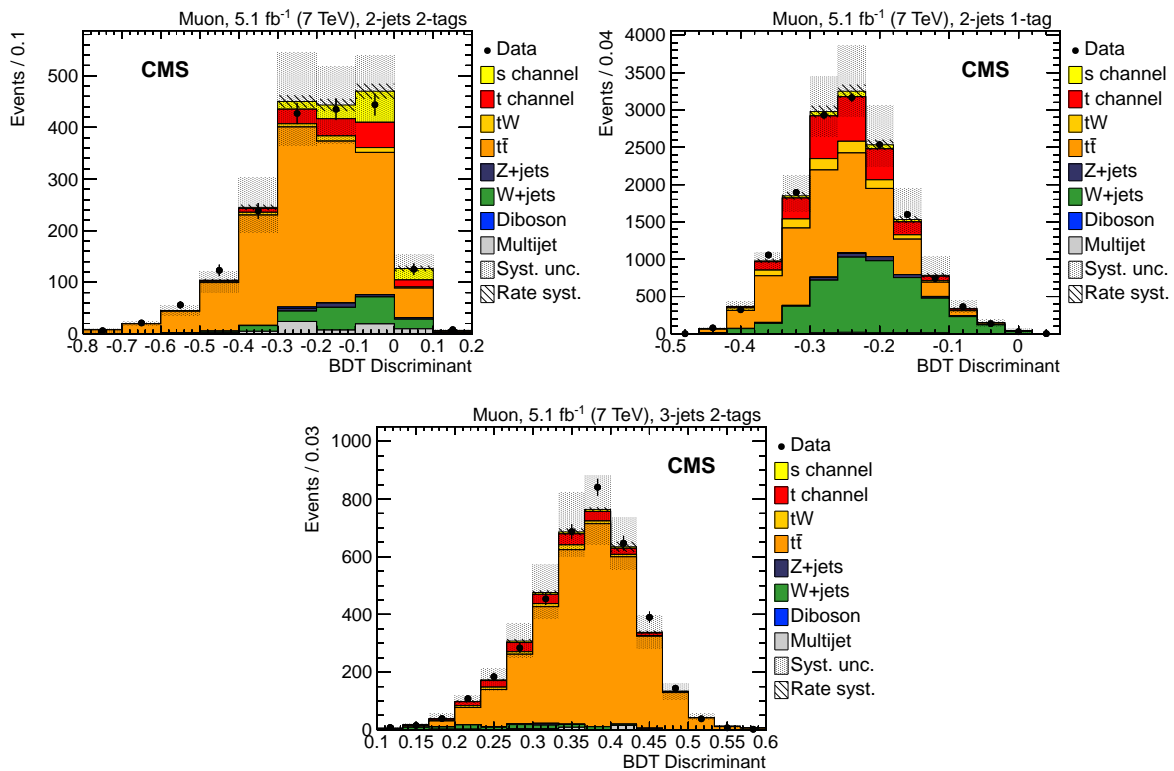 Muon, 5.1 fb⁻¹ (7 TeV), 2-jets 2-tags
Events / 0.1
CMS
500
400
300
200
100
0
-0.8 -0.7 -0.6 -0.5 -0.4 -0.3 -0.2 -0.1 0 0.1 0.2
BDT Discriminant
Data
s channel
t channel
tW
tt̄
Z+jets
W+jets
Diboson
Multijet
Syst. unc.
Rate syst.
Muon, 5.1 fb⁻¹ (7 TeV), 2-jets 1-tag
Events / 0.04
CMS
4000
3500
3000
2500
2000
1500
1000
500
0
-0.5 -0.4 -0.3 -0.2 -0.1 0
BDT Discriminant
Data
s channel
t channel
tW
tt̄
Z+jets
W+jets
Diboson
Multijet
Syst. unc.
Rate syst.
Muon, 5.1 fb⁻¹ (7 TeV), 3-jets 2-tags
Events / 0.03
CMS
1000
800
600
400
200
0
0.1 0.15 0.2 0.25 0.3 0.35 0.4 0.45 0.5 0.55 0.6
BDT Discriminant
Data
s channel
t channel
tW
tt̄
Z+jets
W+jets
Diboson
Multijet
Syst. unc.
Rate syst.